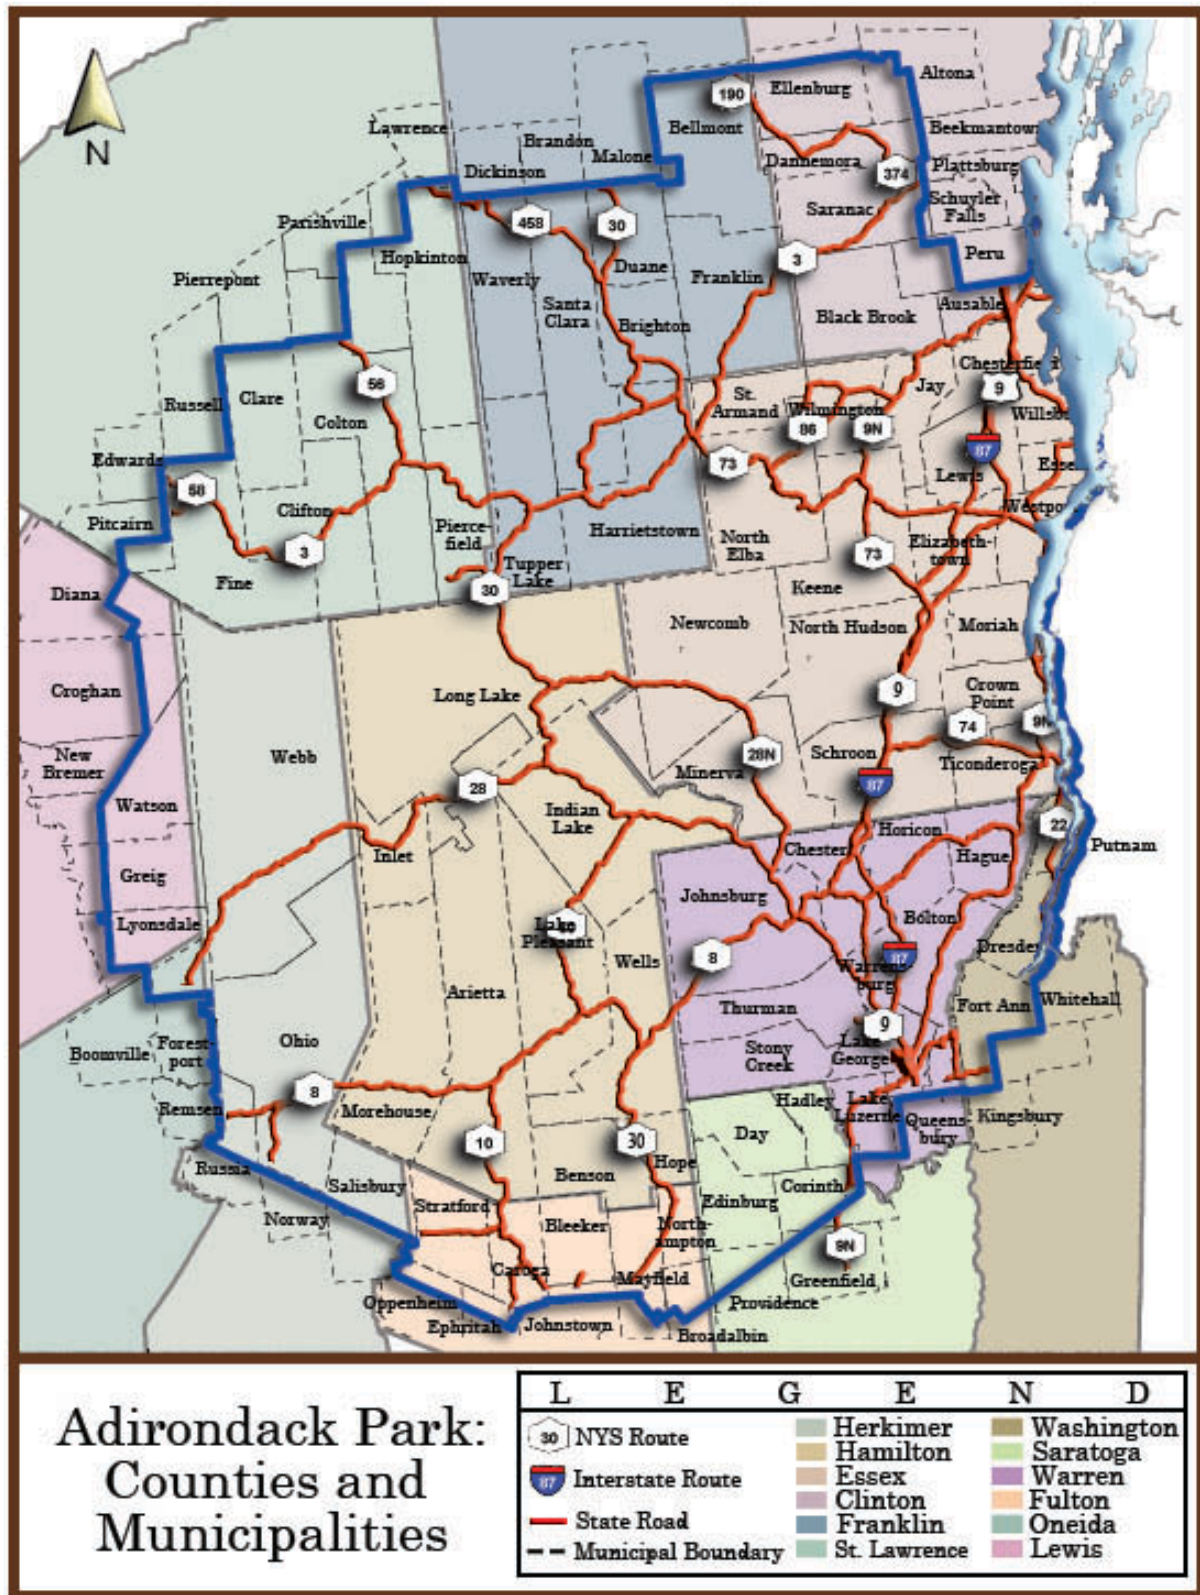 N
190
Ellenburg
Altona
Lawrence
Brandon
Bellmont
Beekmantown
Malone
Dannemora
Plattsburg
Dickinson
374
Schuyler
Falls
Saranac
Parishville
458
30
Hopkinton
Peru
Pierrepont
Waverly
Duane
Franklin
3
Santa
Clara
Ausable
Brighton
Black Brook
Chesterfield
56
Jay
9
Russell
Clare
St.
Armand
Wilmington
Willsb
Colton
86
9N
87
Edwards
73
Lewis
Esse
58
Clifton
Westpo
Pitcairn
Pierce-
field
Harrietstown
North
Elba
Elizabeth-
town
3
73
Fine
Tupper
Lake
Diana
30
Keene
Newcomb
North Hudson
Moriah
Croghan
Long Lake
9
Crown
Point
74
9N
New
Bremer
Webb
28N
Schroon
Ticonderoga
Minerva
87
28
Watson
Indian
Lake
22
Horicon
Putnam
Inlet
Chester
Hague
Greig
Johnsburg
Lyonsdale
Lake
Pleasant
Bolton
Dresden
Wells
8
Warrens-
burg
87
Arietta
Thurman
Fort Ann
Whitehall
Boomville
Forest-
port
Ohio
9
Lake
George
Stony
Creek
8
Remsen
Morehouse
Hadley
Lake
Luzerne
Queens-
bury
Kingsbury
10
30
Day
Russia
Hope
Benson
Salisbury
Corinth
Stratford
Edinburg
Norway
Bleeker
North-
ampton
9N
Caroga
Mayfield
Greenfield
Oppenheim
Providence
Ephritah
Johnstown
Broadalbin
Adirondack Park:
Counties and
Municipalities
L E G E N D
30 NYS Route
87 Interstate Route
State Road
Municipal Boundary
Herkimer
Hamilton
Essex
Clinton
Franklin
St. Lawrence
Washington
Saratoga
Warren
Fulton
Oneida
Lewis